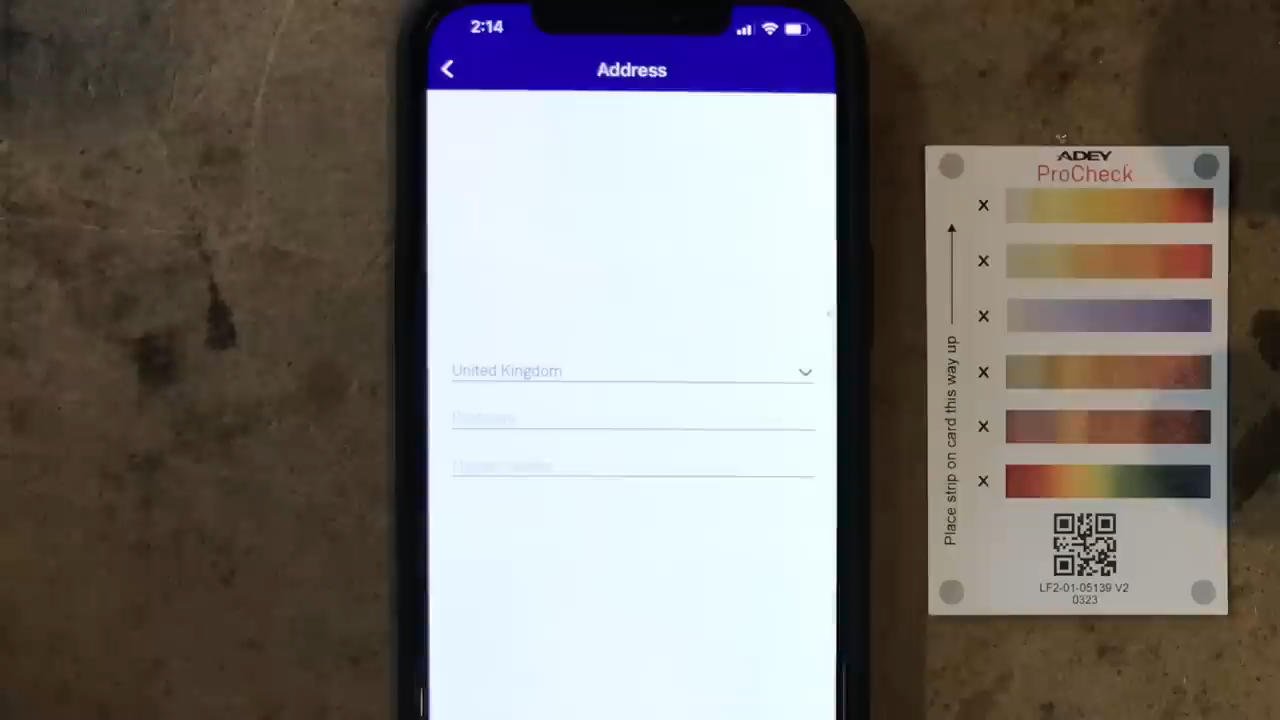 2:14
Address
United Kingdom
Postcode
ADEY
ProCheck
X
X
X
X
X
X
Place strip on card this way up
LF2-01-05139 V2
0323